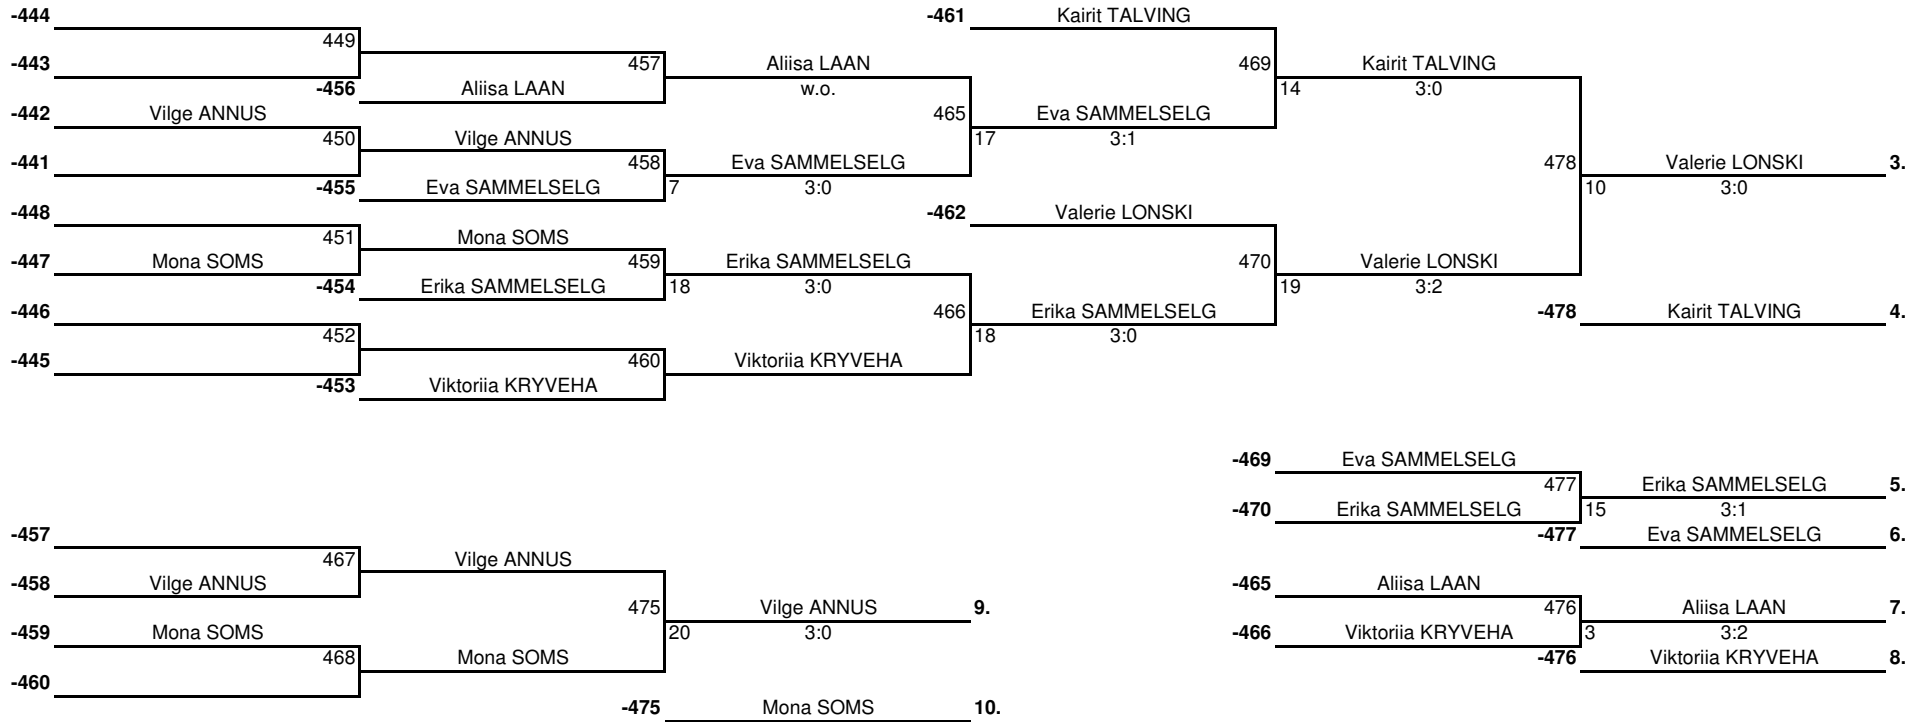 -444 -461 Kairit TALVING
449
-443 457 Aliisa LAAN 469 Kairit TALVING
-456 Aliisa LAAN w.o. 14 3:0
-442 Vilge ANNUS 465 Eva SAMMELSELG
450 Vilge ANNUS 17 3:1
-441 458 Eva SAMMELSELG 478 Valerie LONSKI 3.
-455 Eva SAMMELSELG 7 3:0 10 3:0
-448 -462 Valerie LONSKI
451 Mona SOMS
-447 Mona SOMS 459 Erika SAMMELSELG 470 Valerie LONSKI
-454 Erika SAMMELSELG 18 3:0 19 3:2
-446 466 Erika SAMMELSELG -478 Kairit TALVING 4.
452 18 3:0
-445 460 Viktoriia KRYVEHA
-453 Viktoriia KRYVEHA
-469 Eva SAMMELSELG
477 Erika SAMMELSELG 5.
-470 Erika SAMMELSELG 15 3:1
-457 -477 Eva SAMMELSELG 6.
467 Vilge ANNUS
-458 Vilge ANNUS -465 Aliisa LAAN
475 Vilge ANNUS 9. 476 Aliisa LAAN 7.
-459 Mona SOMS 20 3:0 -466 Viktoriia KRYVEHA 3 3:2
468 Mona SOMS -476 Viktoriia KRYVEHA 8.
-460
-475 Mona SOMS 10.